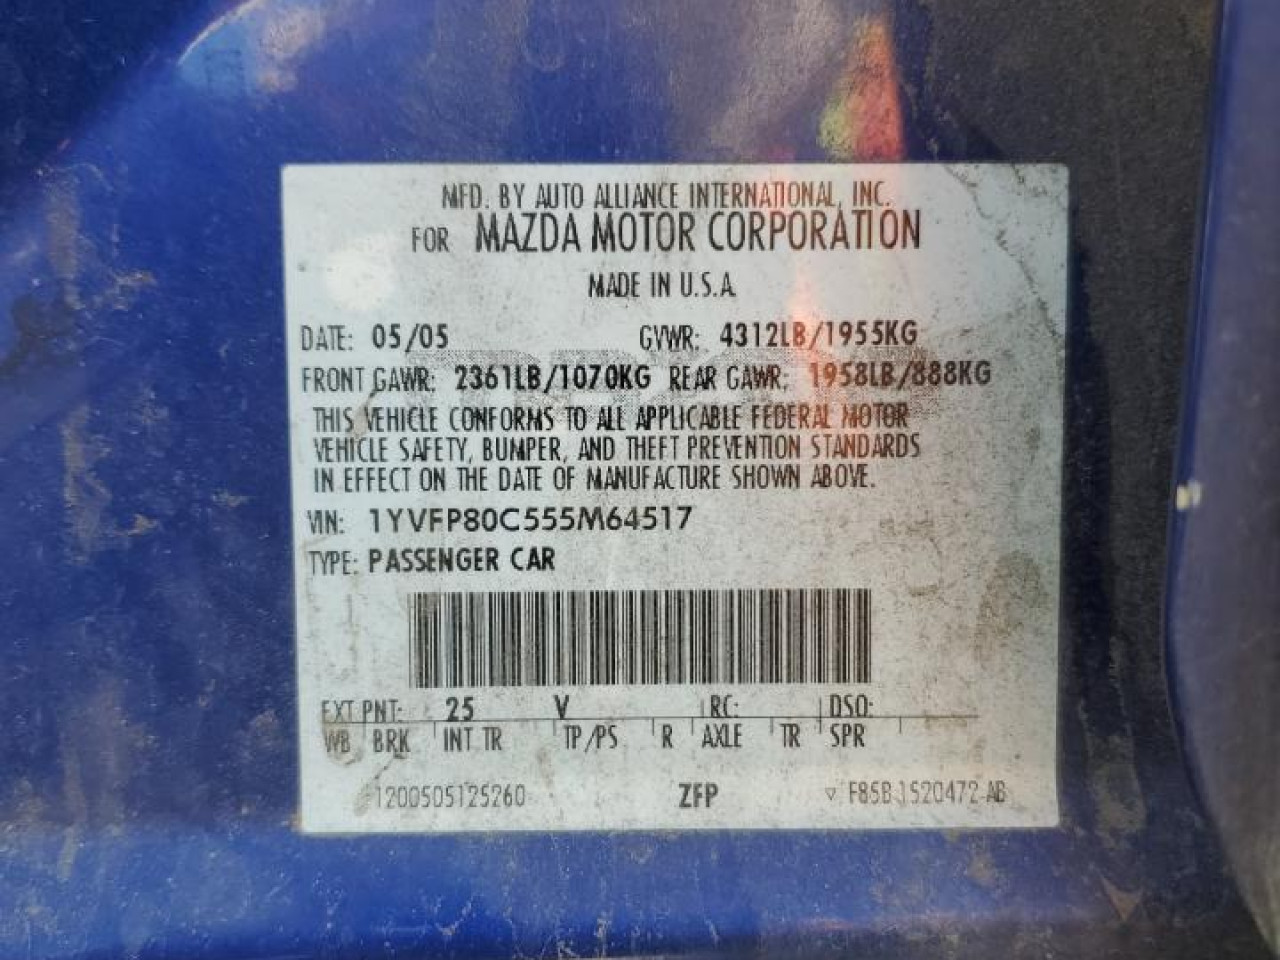 MFD. BY AUTO ALLIANCE INTERNATIONAL, INC.
FOR MAZDA MOTOR CORPORATION
MADE IN U.S.A.
DATE: 05/05 GVWR: 4312LB/1955KG
FRONT GAWR: 2361LB/1070KG REAR GAWR: 1958LB/888KG
THIS VEHICLE CONFORMS TO ALL APPLICABLE FEDERAL MOTOR
VEHICLE SAFETY, BUMPER, AND THEFT PREVENTION STANDARDS
IN EFFECT ON THE DATE OF MANUFACTURE SHOWN ABOVE.
VIN: 1YVFP80C555M64517
TYPE: PASSENGER CAR
EXT PNT: 25 V RC: DSO:
WB BRK INT TR TP/PS R AXLE TR SPR
1200505125260 ZFP ▽ F85B 1520472 AB